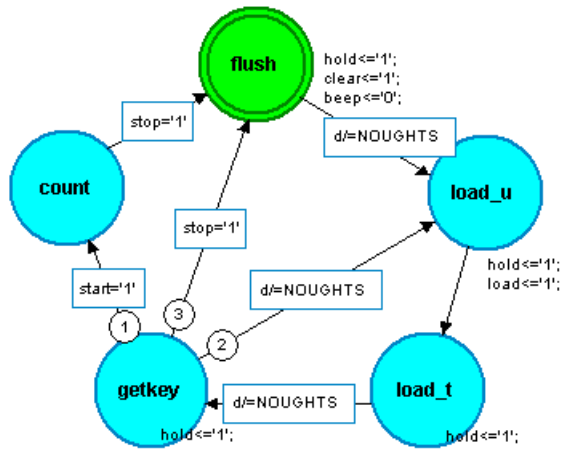 flush
hold<='1';
clear<='1';
beep<='0';
stop='1'
d/=NOUGHTS
count
load_u
stop='1'
hold<='1';
load<='1';
start='1'
d/=NOUGHTS
3
1
2
getkey
load_t
d/=NOUGHTS
hold<='1';
hold<='1';